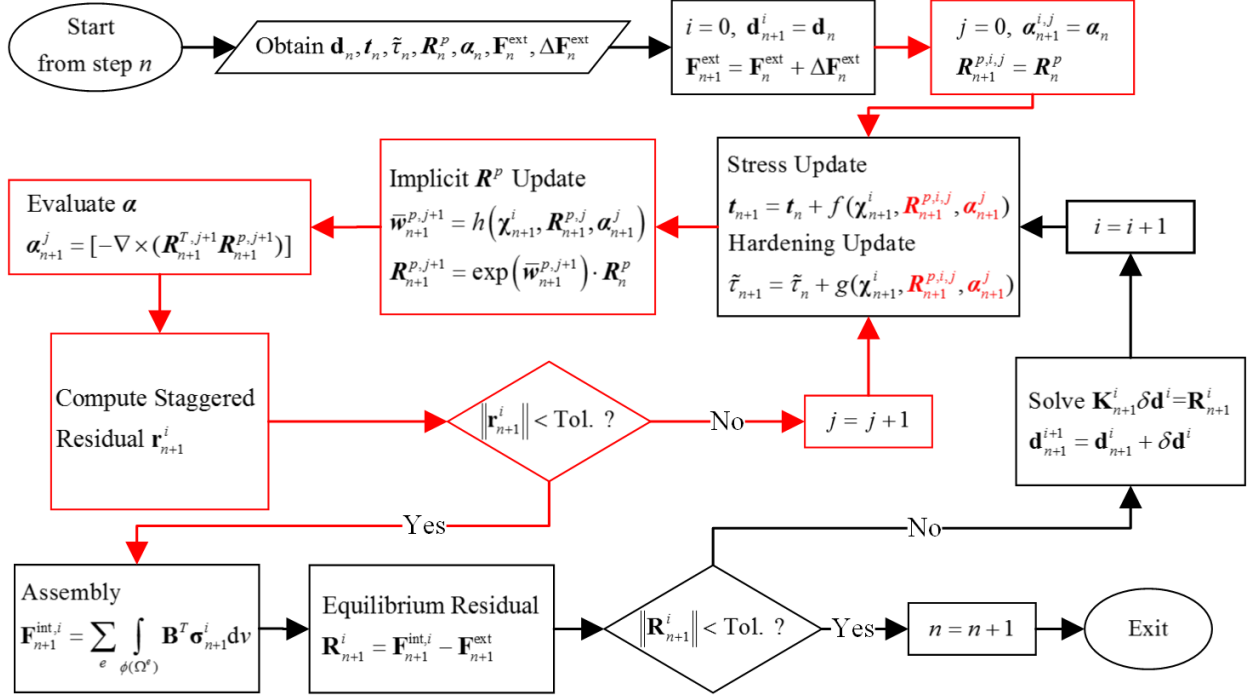 Start
from step n
Obtain d_n, t_n, τ̃_n, R_n^p, α_n, F_n^ext, ΔF_n^ext
i = 0, d_{n+1}^i = d_n
F_{n+1}^ext = F_n^ext + ΔF_n^ext
j = 0, α_{n+1}^{i,j} = α_n
R_{n+1}^{p,i,j} = R_n^p
Stress Update
t_{n+1} = t_n + f(χ_{n+1}^i, R_{n+1}^{p,i,j}, α_{n+1}^j)
Hardening Update
τ̃_{n+1} = τ̃_n + g(χ_{n+1}^i, R_{n+1}^{p,i,j}, α_{n+1}^j)
Implicit R^p Update
w̄_{n+1}^{p,j+1} = h(χ_{n+1}^i, R_{n+1}^{p,j}, α_{n+1}^j)
R_{n+1}^{p,j+1} = exp(w̄_{n+1}^{p,j+1}) · R_n^p
Evaluate α
α_{n+1}^j = [−∇ × (R_{n+1}^{T,j+1} R_{n+1}^{p,j+1})]
Compute Staggered
Residual r_{n+1}^i
‖r_{n+1}^i‖ < Tol. ?
No
j = j + 1
i = i + 1
Solve K_{n+1}^i δd^i = R_{n+1}^i
d_{n+1}^{i+1} = d_{n+1}^i + δd^i
Yes
No
Assembly
F_{n+1}^{int,i} = ∑_e ∫_{ϕ(Ω^e)} B^T σ_{n+1}^i dv
Equilibrium Residual
R_{n+1}^i = F_{n+1}^{int,i} − F_{n+1}^ext
‖R_{n+1}^i‖ < Tol. ?
Yes
n = n + 1
Exit